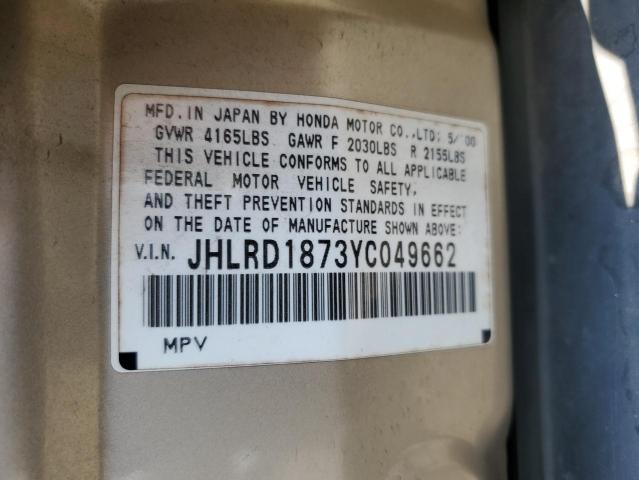 MFD. IN JAPAN BY HONDA MOTOR CO., LTD; 5/00
GVWR 4165LBS GAWR F 2030LBS R 2155LBS
THIS VEHICLE CONFORMS TO ALL APPLICABLE
FEDERAL MOTOR VEHICLE SAFETY,
AND THEFT PREVENTION STANDARDS IN EFFECT
ON THE DATE OF MANUFACTURE SHOWN ABOVE:
V.I.N. JHLRD1873YC049662
MPV